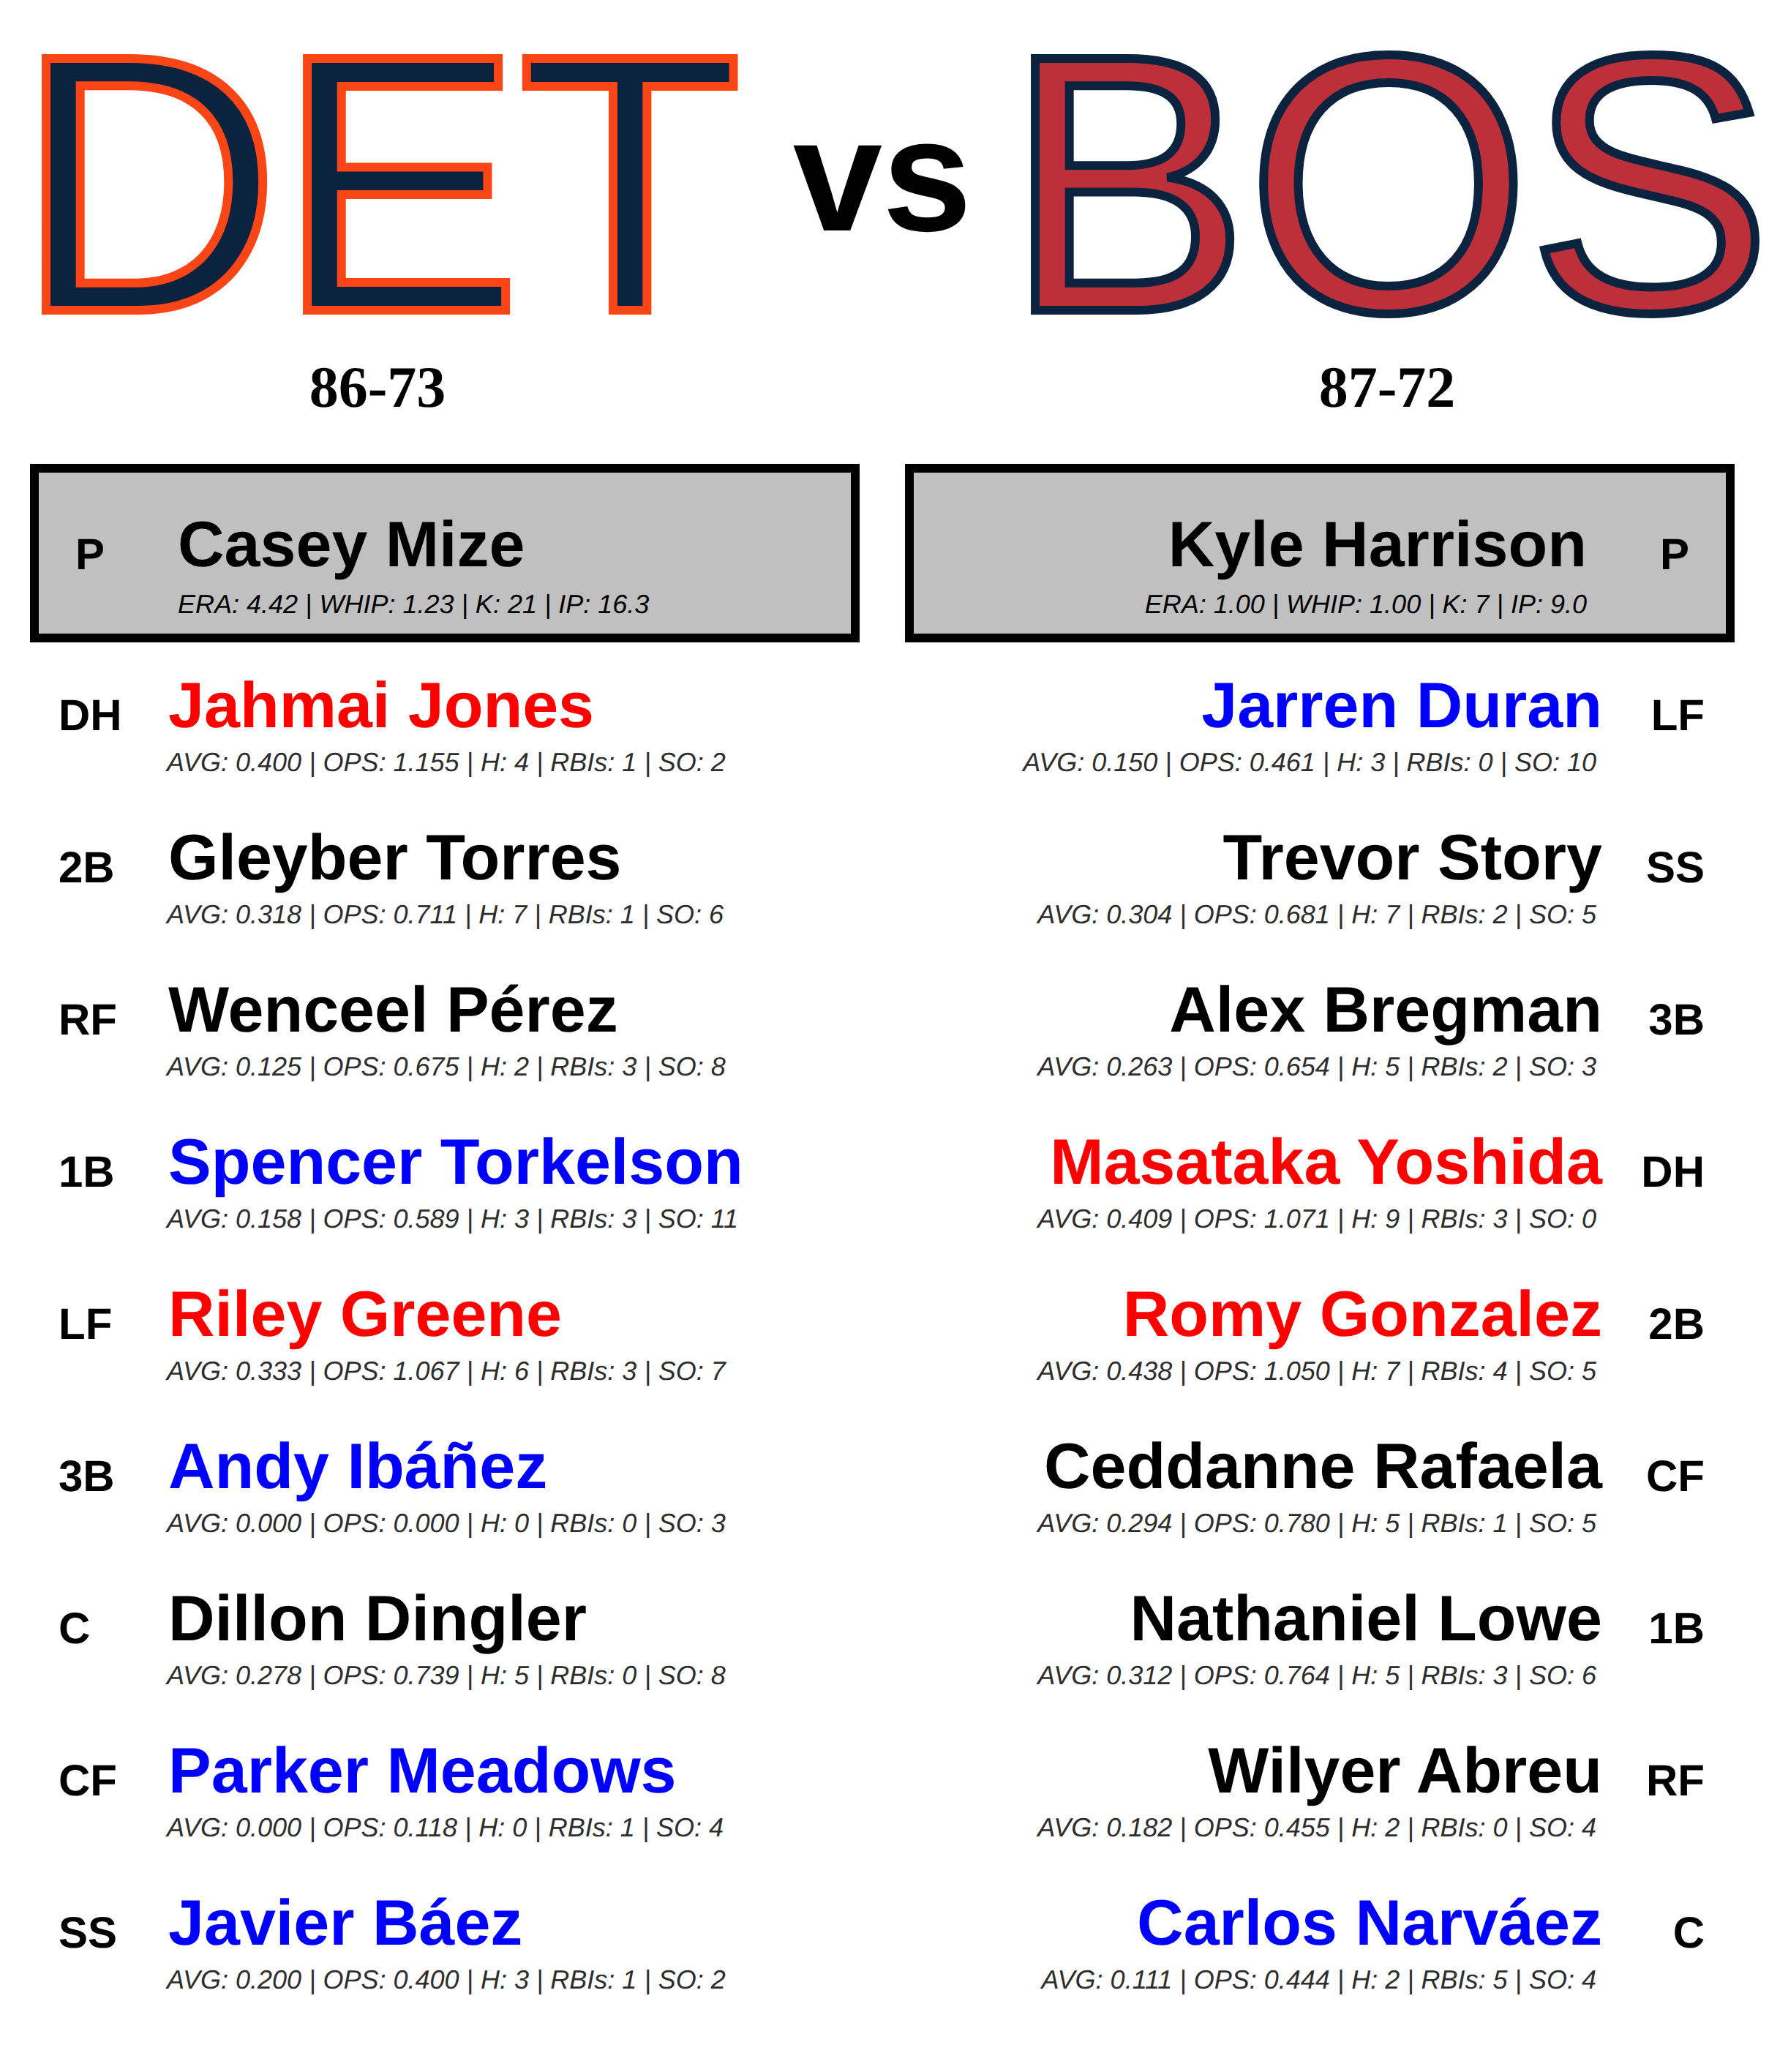 DET vs BOS
86-73 87-72
P Casey Mize
ERA: 4.42 | WHIP: 1.23 | K: 21 | IP: 16.3
Kyle Harrison P
ERA: 1.00 | WHIP: 1.00 | K: 7 | IP: 9.0
DH Jahmai Jones
AVG: 0.400 | OPS: 1.155 | H: 4 | RBIs: 1 | SO: 2
2B Gleyber Torres
AVG: 0.318 | OPS: 0.711 | H: 7 | RBIs: 1 | SO: 6
RF Wenceel Pérez
AVG: 0.125 | OPS: 0.675 | H: 2 | RBIs: 3 | SO: 8
1B Spencer Torkelson
AVG: 0.158 | OPS: 0.589 | H: 3 | RBIs: 3 | SO: 11
LF Riley Greene
AVG: 0.333 | OPS: 1.067 | H: 6 | RBIs: 3 | SO: 7
3B Andy Ibáñez
AVG: 0.000 | OPS: 0.000 | H: 0 | RBIs: 0 | SO: 3
C Dillon Dingler
AVG: 0.278 | OPS: 0.739 | H: 5 | RBIs: 0 | SO: 8
CF Parker Meadows
AVG: 0.000 | OPS: 0.118 | H: 0 | RBIs: 1 | SO: 4
SS Javier Báez
AVG: 0.200 | OPS: 0.400 | H: 3 | RBIs: 1 | SO: 2
Jarren Duran LF
AVG: 0.150 | OPS: 0.461 | H: 3 | RBIs: 0 | SO: 10
Trevor Story SS
AVG: 0.304 | OPS: 0.681 | H: 7 | RBIs: 2 | SO: 5
Alex Bregman 3B
AVG: 0.263 | OPS: 0.654 | H: 5 | RBIs: 2 | SO: 3
Masataka Yoshida DH
AVG: 0.409 | OPS: 1.071 | H: 9 | RBIs: 3 | SO: 0
Romy Gonzalez 2B
AVG: 0.438 | OPS: 1.050 | H: 7 | RBIs: 4 | SO: 5
Ceddanne Rafaela CF
AVG: 0.294 | OPS: 0.780 | H: 5 | RBIs: 1 | SO: 5
Nathaniel Lowe 1B
AVG: 0.312 | OPS: 0.764 | H: 5 | RBIs: 3 | SO: 6
Wilyer Abreu RF
AVG: 0.182 | OPS: 0.455 | H: 2 | RBIs: 0 | SO: 4
Carlos Narváez C
AVG: 0.111 | OPS: 0.444 | H: 2 | RBIs: 5 | SO: 4